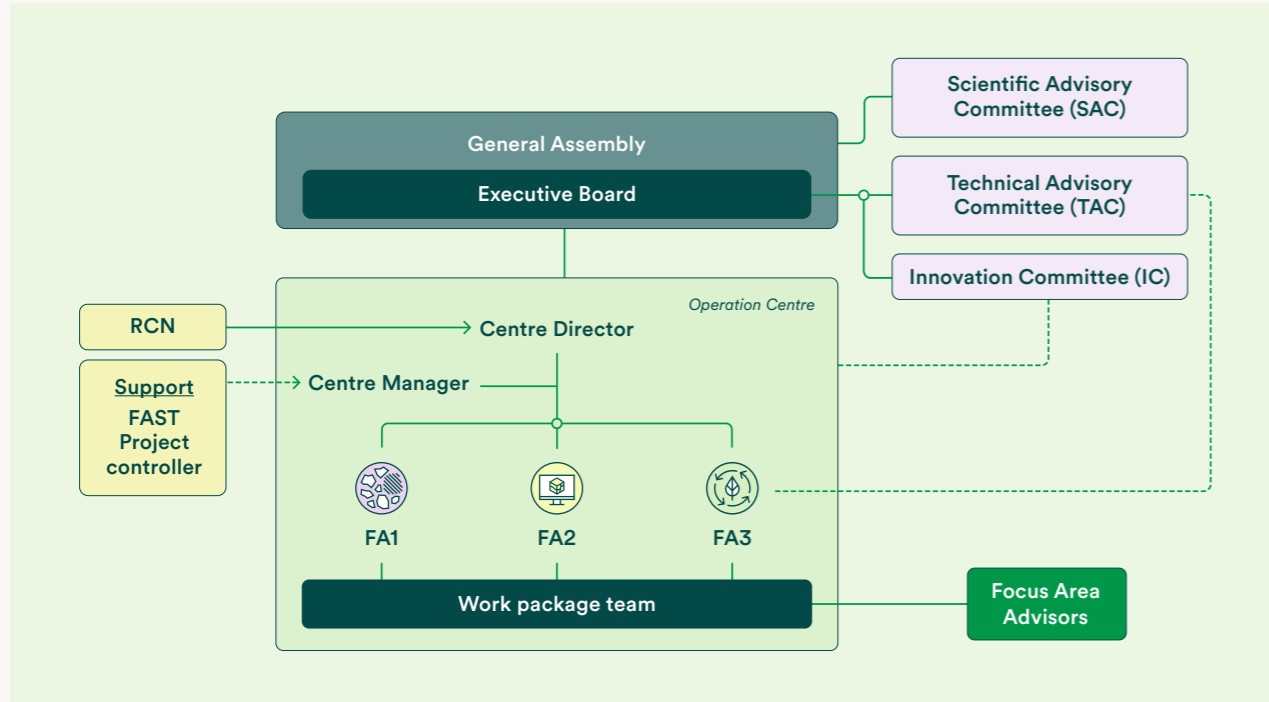 Scientific Advisory
Committee (SAC)
General Assembly
Executive Board
Technical Advisory
Committee (TAC)
Innovation Committee (IC)
Operation Centre
RCN
Centre Director
Support
FAST
Project
controller
Centre Manager
FA1
FA2
FA3
Work package team
Focus Area
Advisors